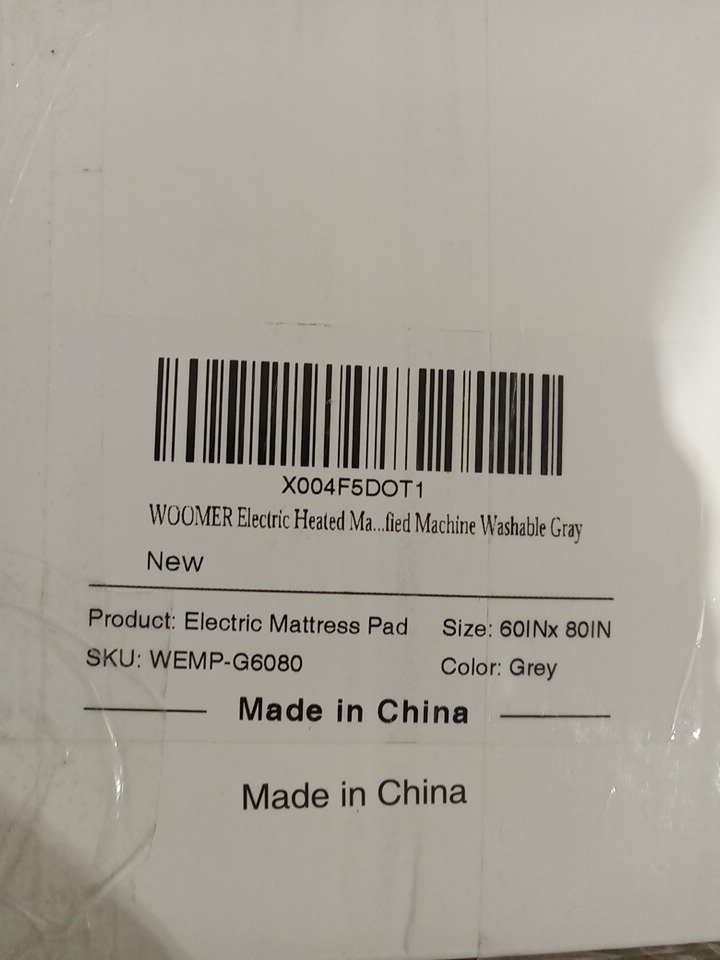 X004F5DOT1
WOOMER Electric Heated Ma...fied Machine Washable Gray
New
Product: Electric Mattress Pad Size: 60INx 80IN
SKU: WEMP-G6080 Color: Grey
Made in China
Made in China